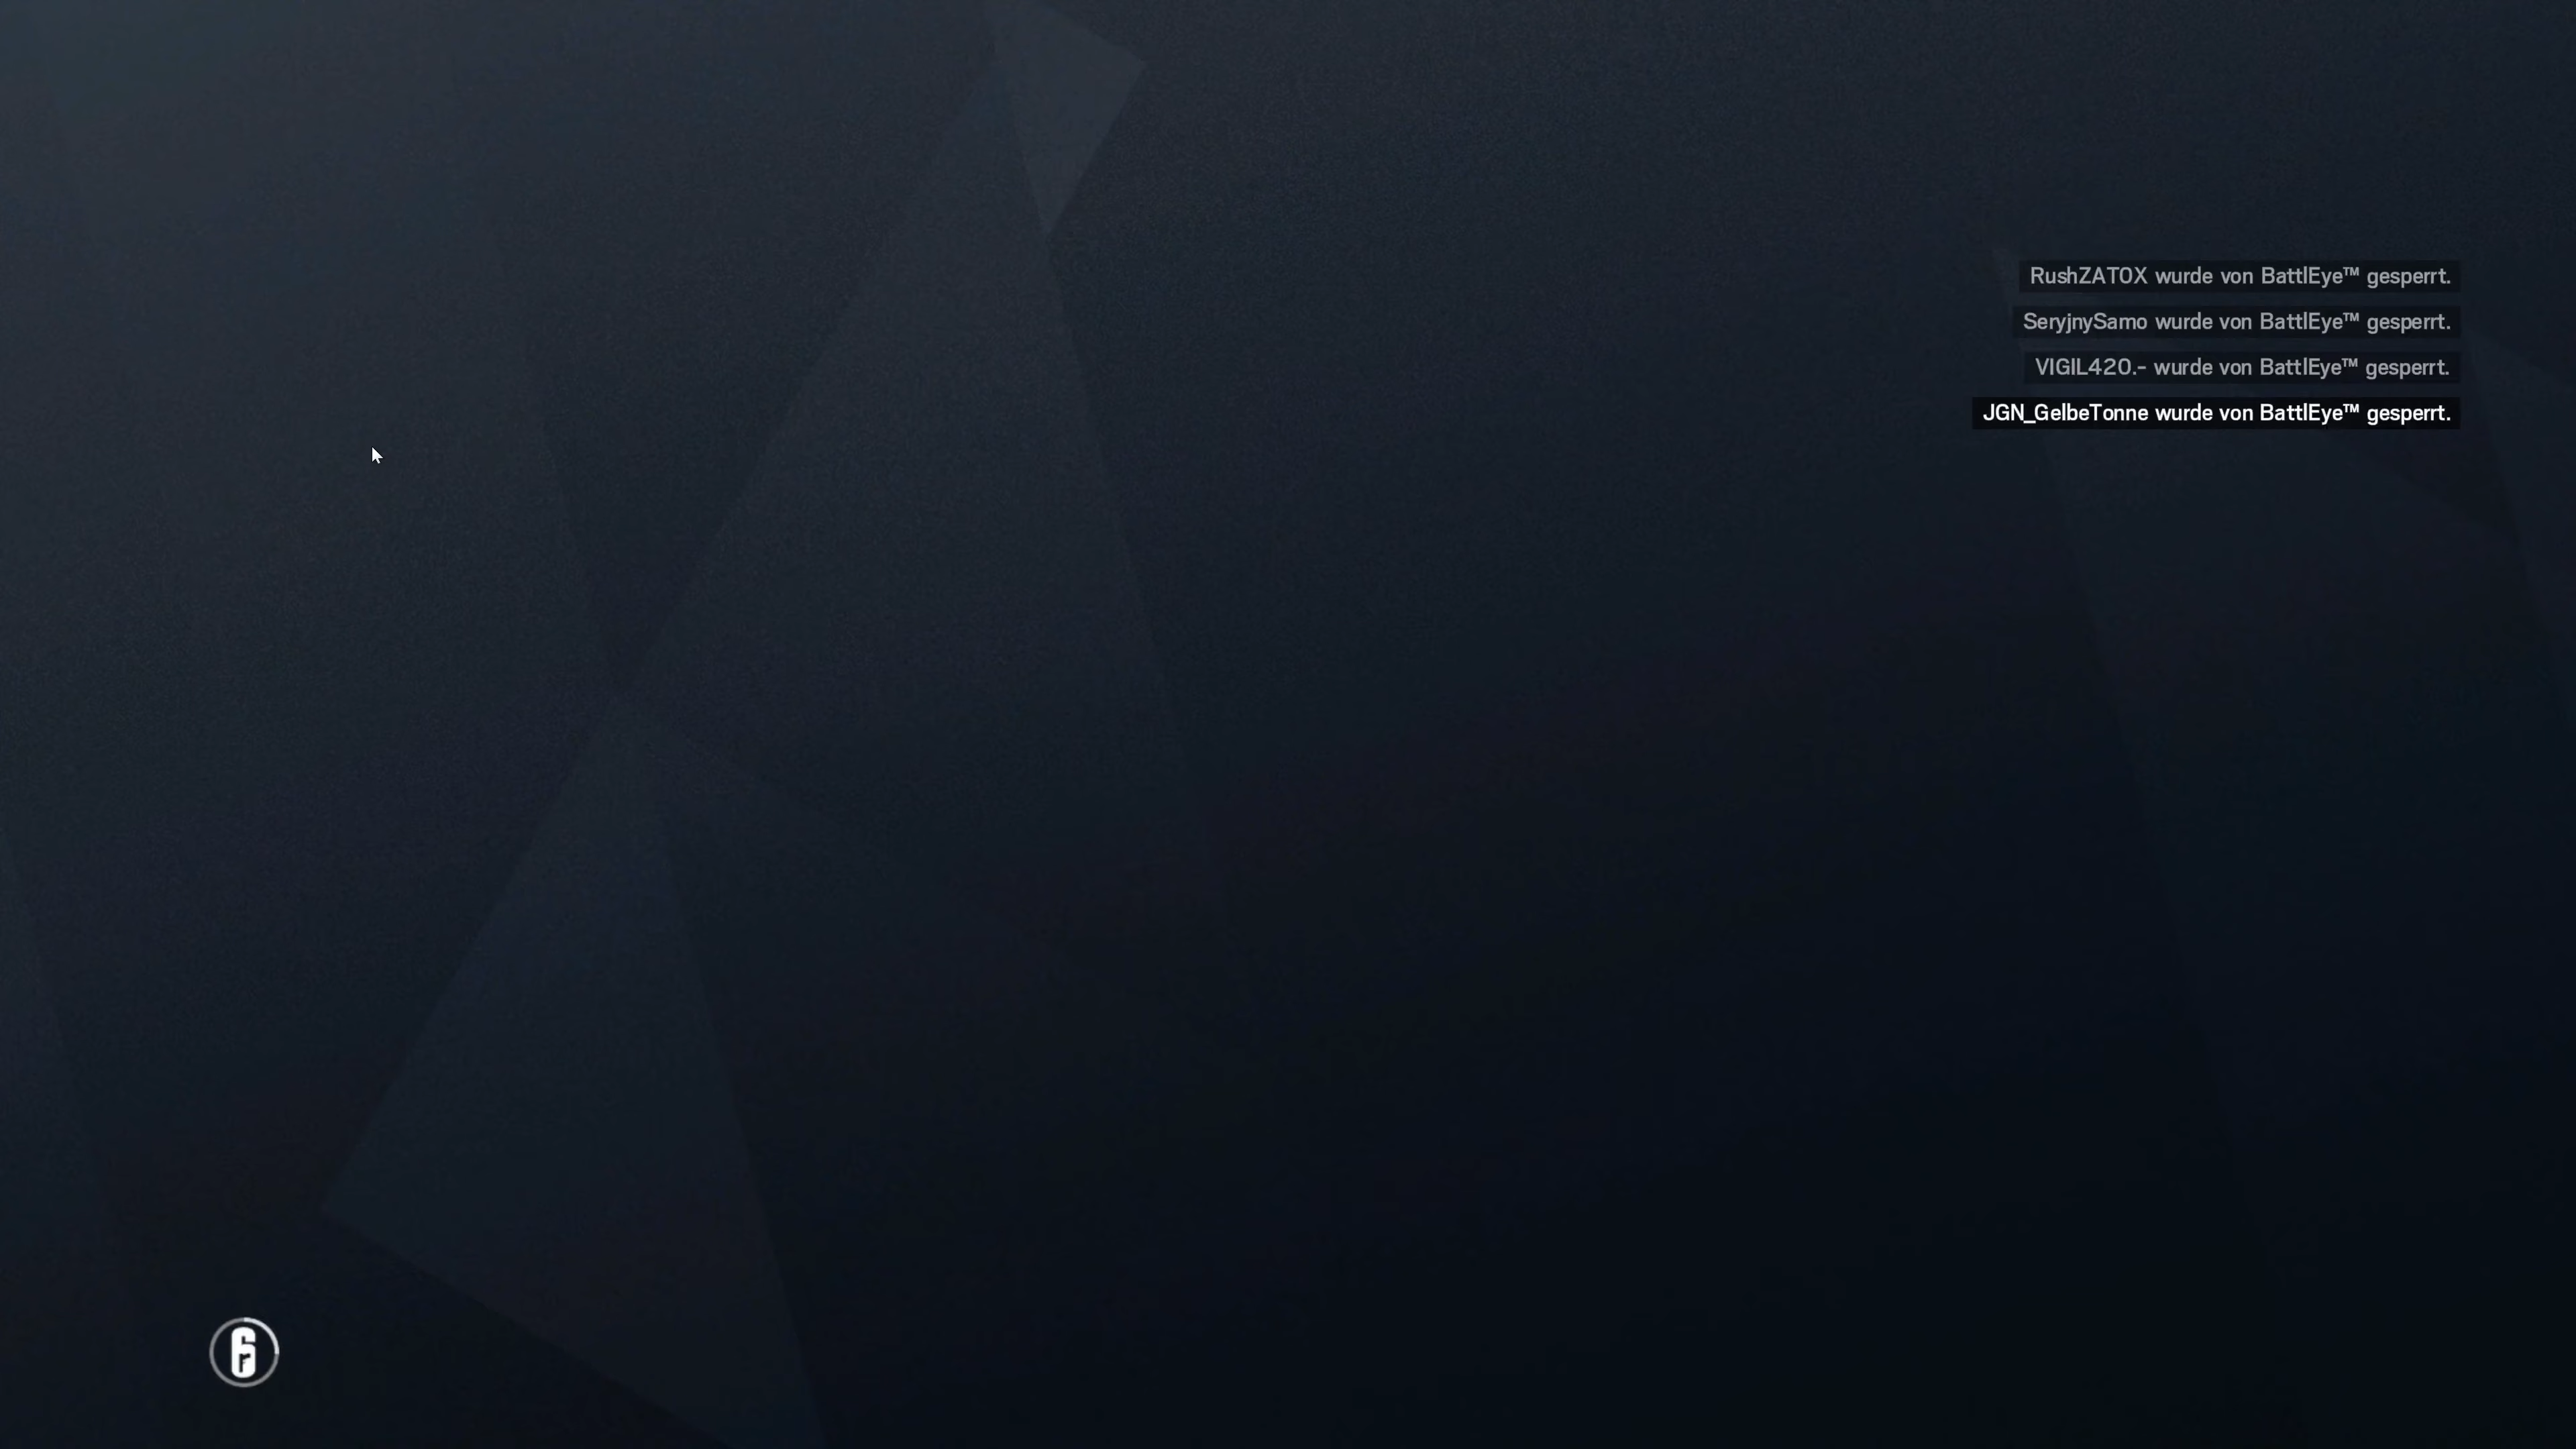 RushZATOX wurde von BattlEye™ gesperrt.
SeryjnySamo wurde von BattlEye™ gesperrt.
VIGIL420.- wurde von BattlEye™ gesperrt.
JGN_GelbeTonne wurde von BattlEye™ gesperrt.
6